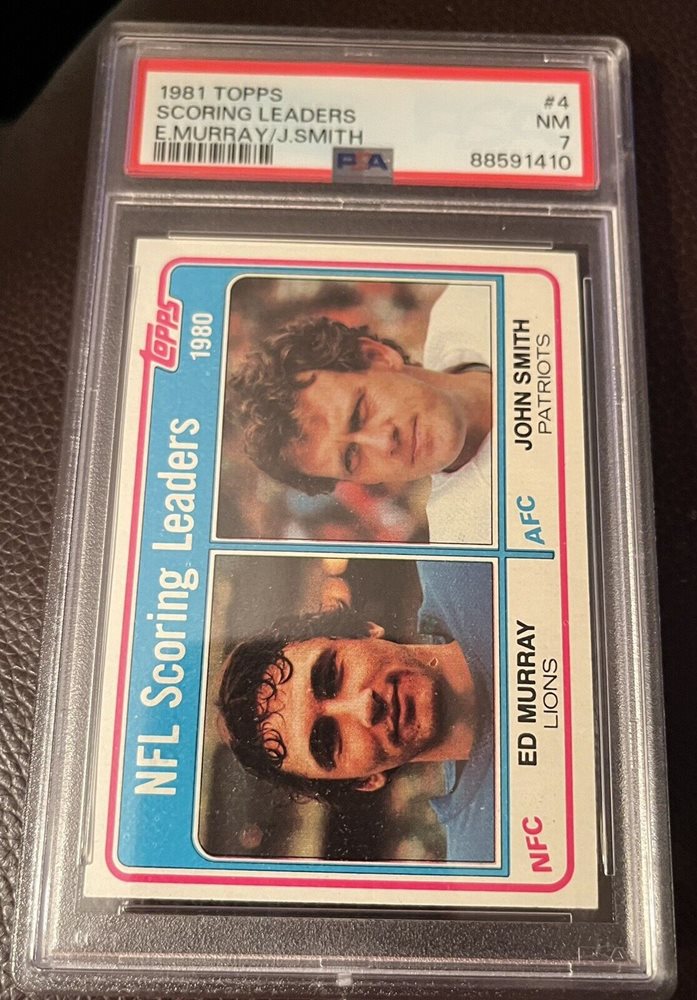 1981 TOPPS
SCORING LEADERS
E.MURRAY/J.SMITH
#4
NM
7
88591410
PSA
NFL Scoring Leaders
1980
TOPPS
NFC
ED MURRAY
LIONS
AFC
JOHN SMITH
PATRIOTS